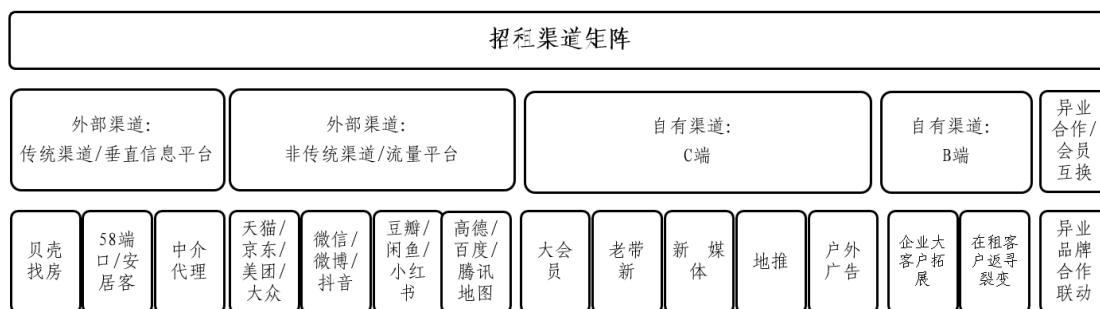 招租渠道矩阵
外部渠道:
传统渠道/垂直信息平台
外部渠道:
非传统渠道/流量平台
自有渠道:
C端
自有渠道:
B端
异业
合作/
会员
互换
贝壳
找房
58端
口/安
居客
中介
代理
天猫/
京东/
美团/
大众
微信/
微博/
抖音
豆瓣/
闲鱼/
小红
书
高德/
百度/
腾讯
地图
大会
员
老带
新
新 媒
体
地推
户外
广告
企业大
客户拓
展
在租客
户返寻
裂变
异业
品牌
合作
联动